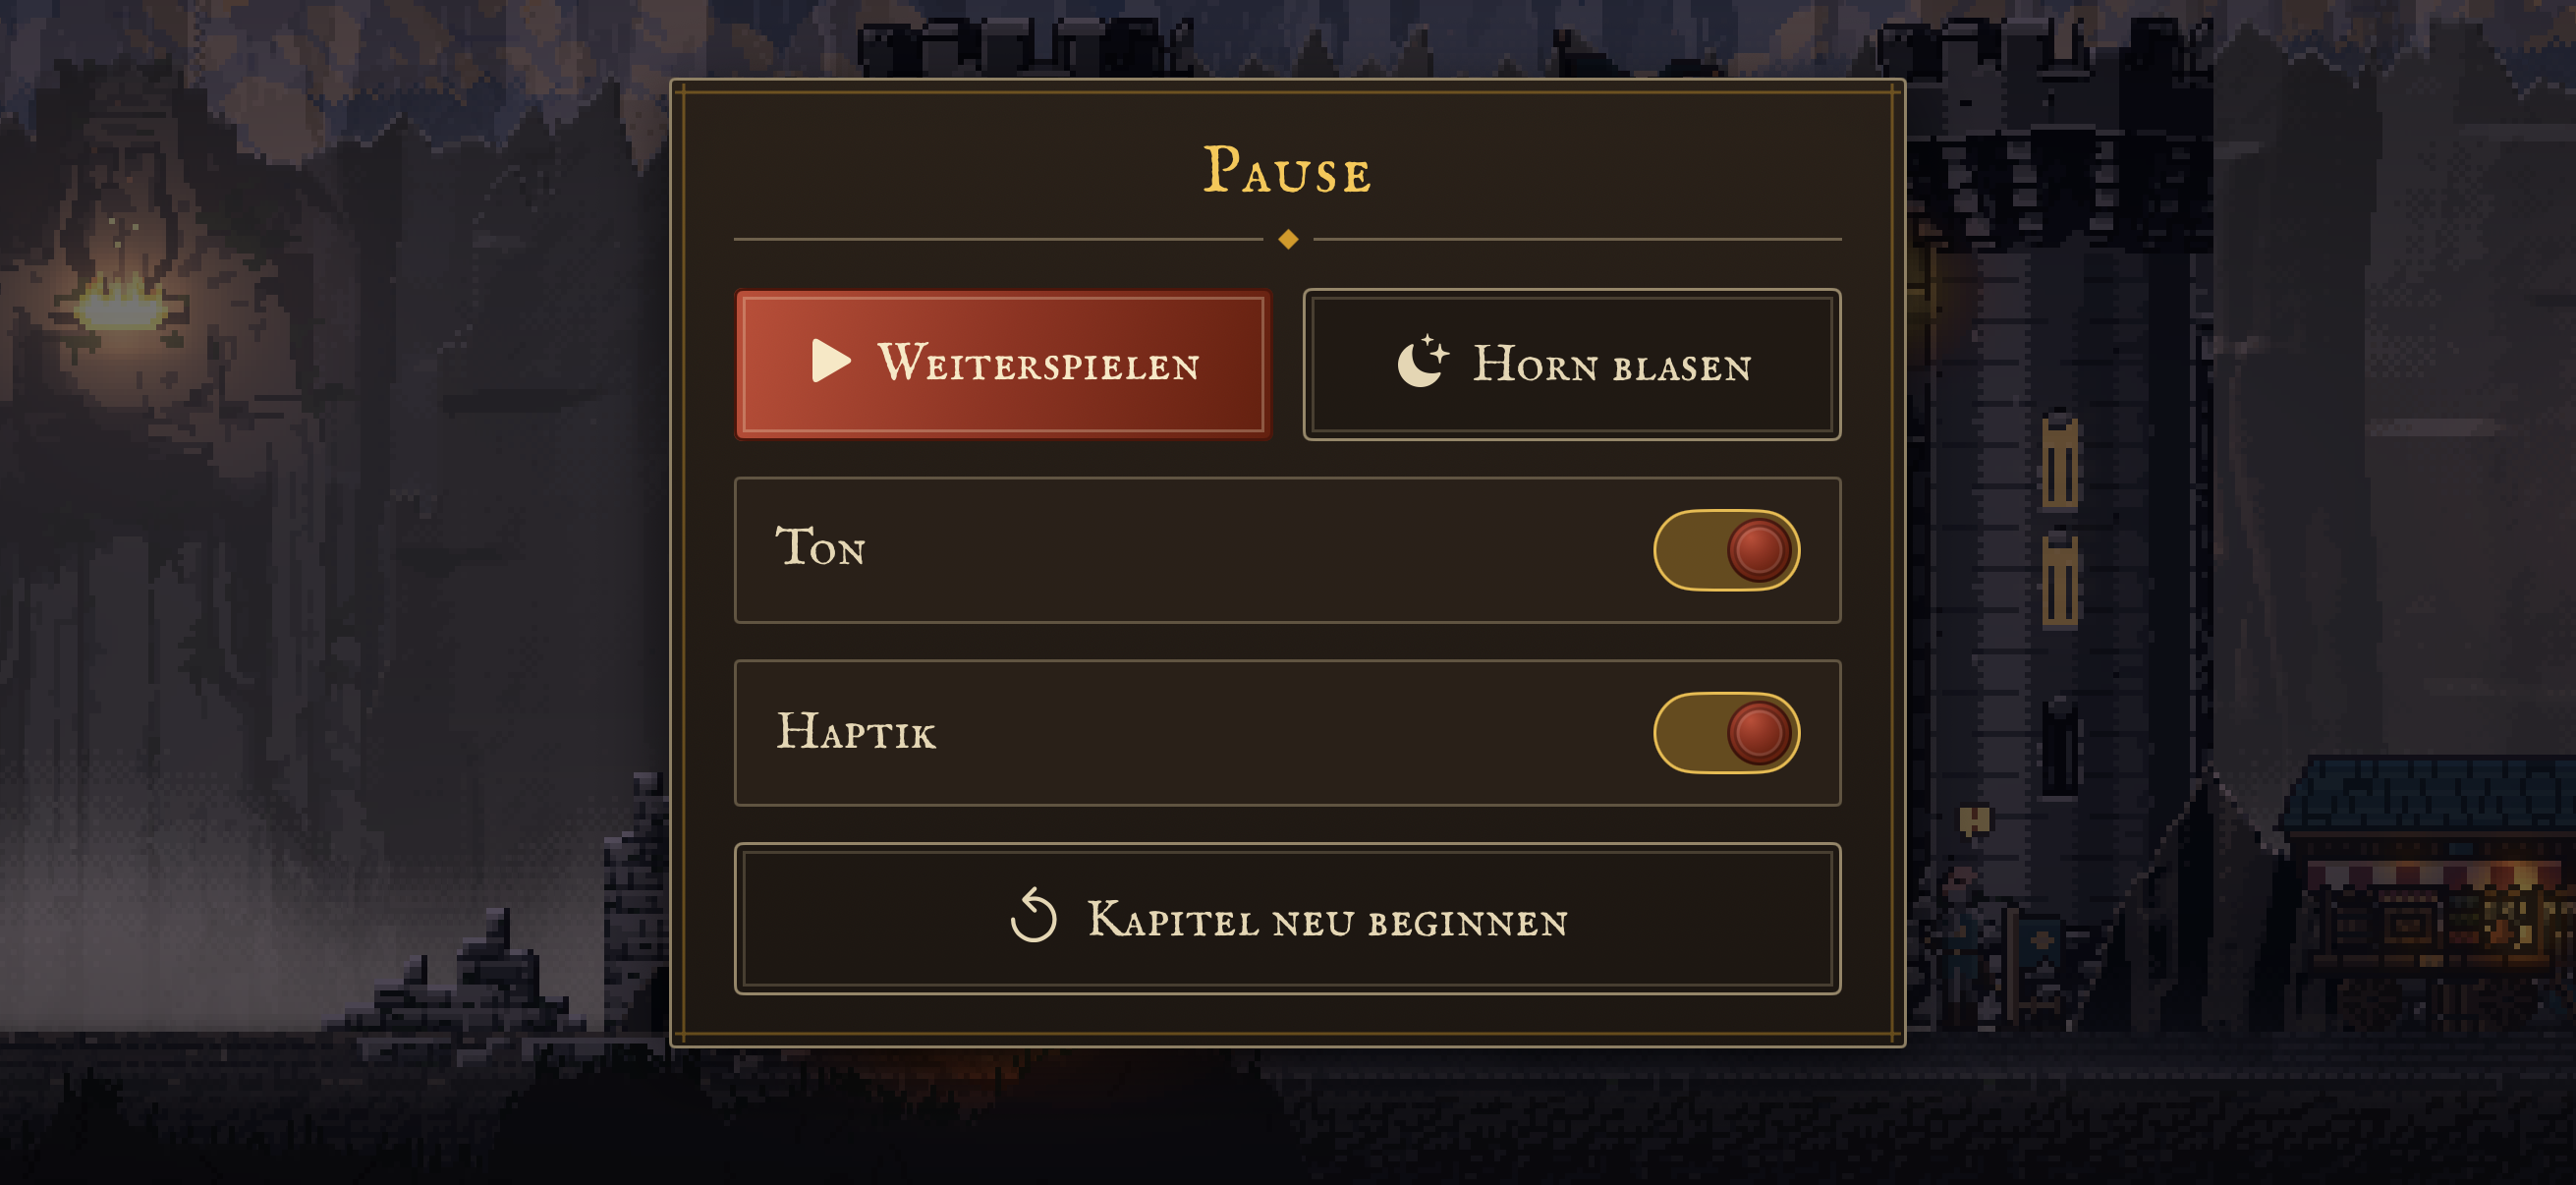 Pause
Weiterspielen
Horn blasen
Ton
Haptik
Kapitel neu beginnen